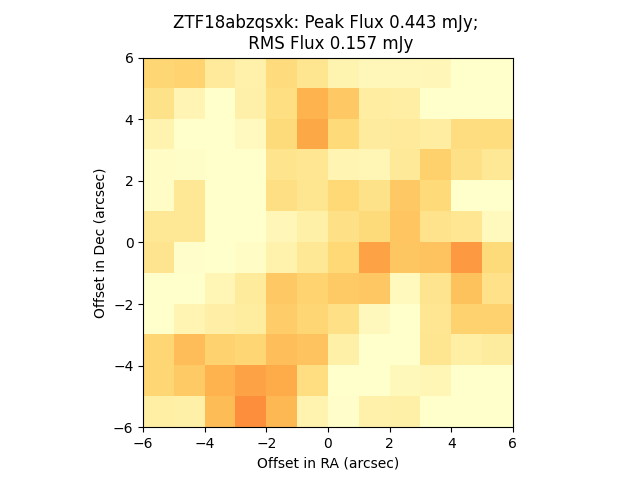 ZTF18abzqsxk: Peak Flux 0.443 mJy;
RMS Flux 0.157 mJy
6
4
2
0
−2
−4
−6
Offset in Dec (arcsec)
−6 −4 −2 0 2 4 6
Offset in RA (arcsec)